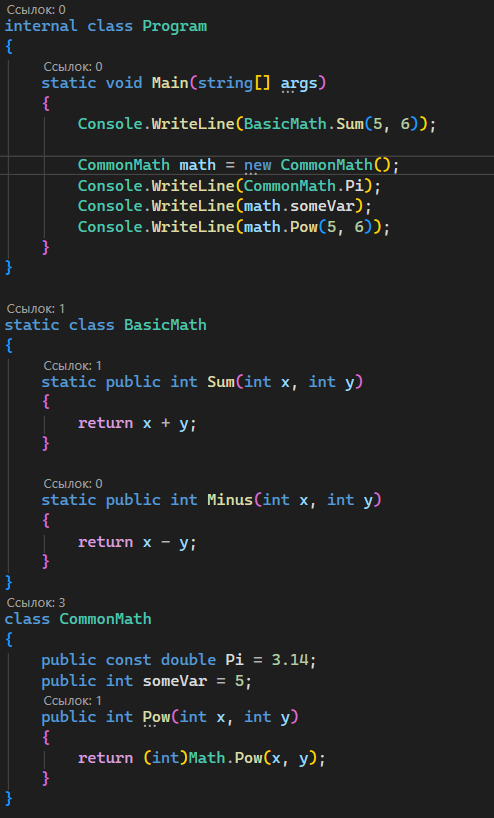 Ссылок: 0
internal class Program
{
Ссылок: 0
static void Main(string[] args)
{
Console.WriteLine(BasicMath.Sum(5, 6));
CommonMath math = new CommonMath();
Console.WriteLine(CommonMath.Pi);
Console.WriteLine(math.someVar);
Console.WriteLine(math.Pow(5, 6));
}
}
Ссылок: 1
static class BasicMath
{
Ссылок: 1
static public int Sum(int x, int y)
{
return x + y;
}
Ссылок: 0
static public int Minus(int x, int y)
{
return x - y;
}
}
Ссылок: 3
class CommonMath
{
public const double Pi = 3.14;
public int someVar = 5;
Ссылок: 1
public int Pow(int x, int y)
{
return (int)Math.Pow(x, y);
}
}